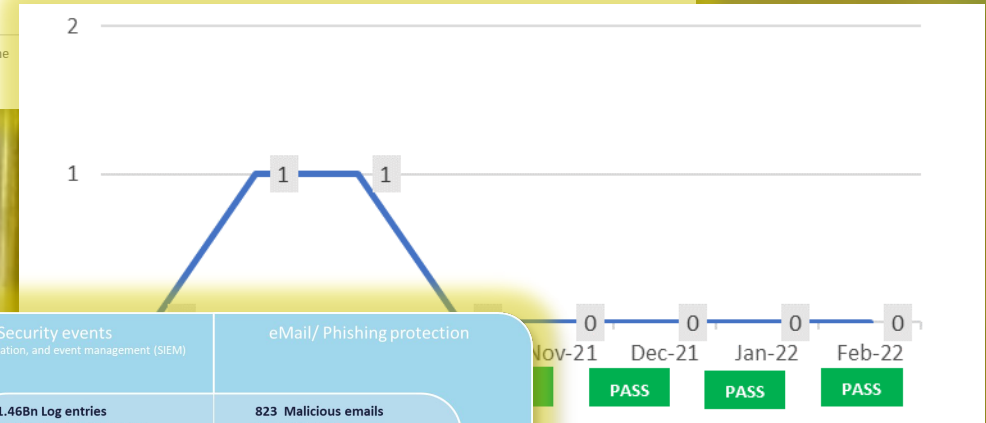 2
1
1
1
0
0
0
0
Nov-21
Dec-21
Jan-22
Feb-22
PASS
PASS
PASS
Security events
eMail/ Phishing protection
and event management (SIEM)
1.46Bn Log entries
823 Malicious emails